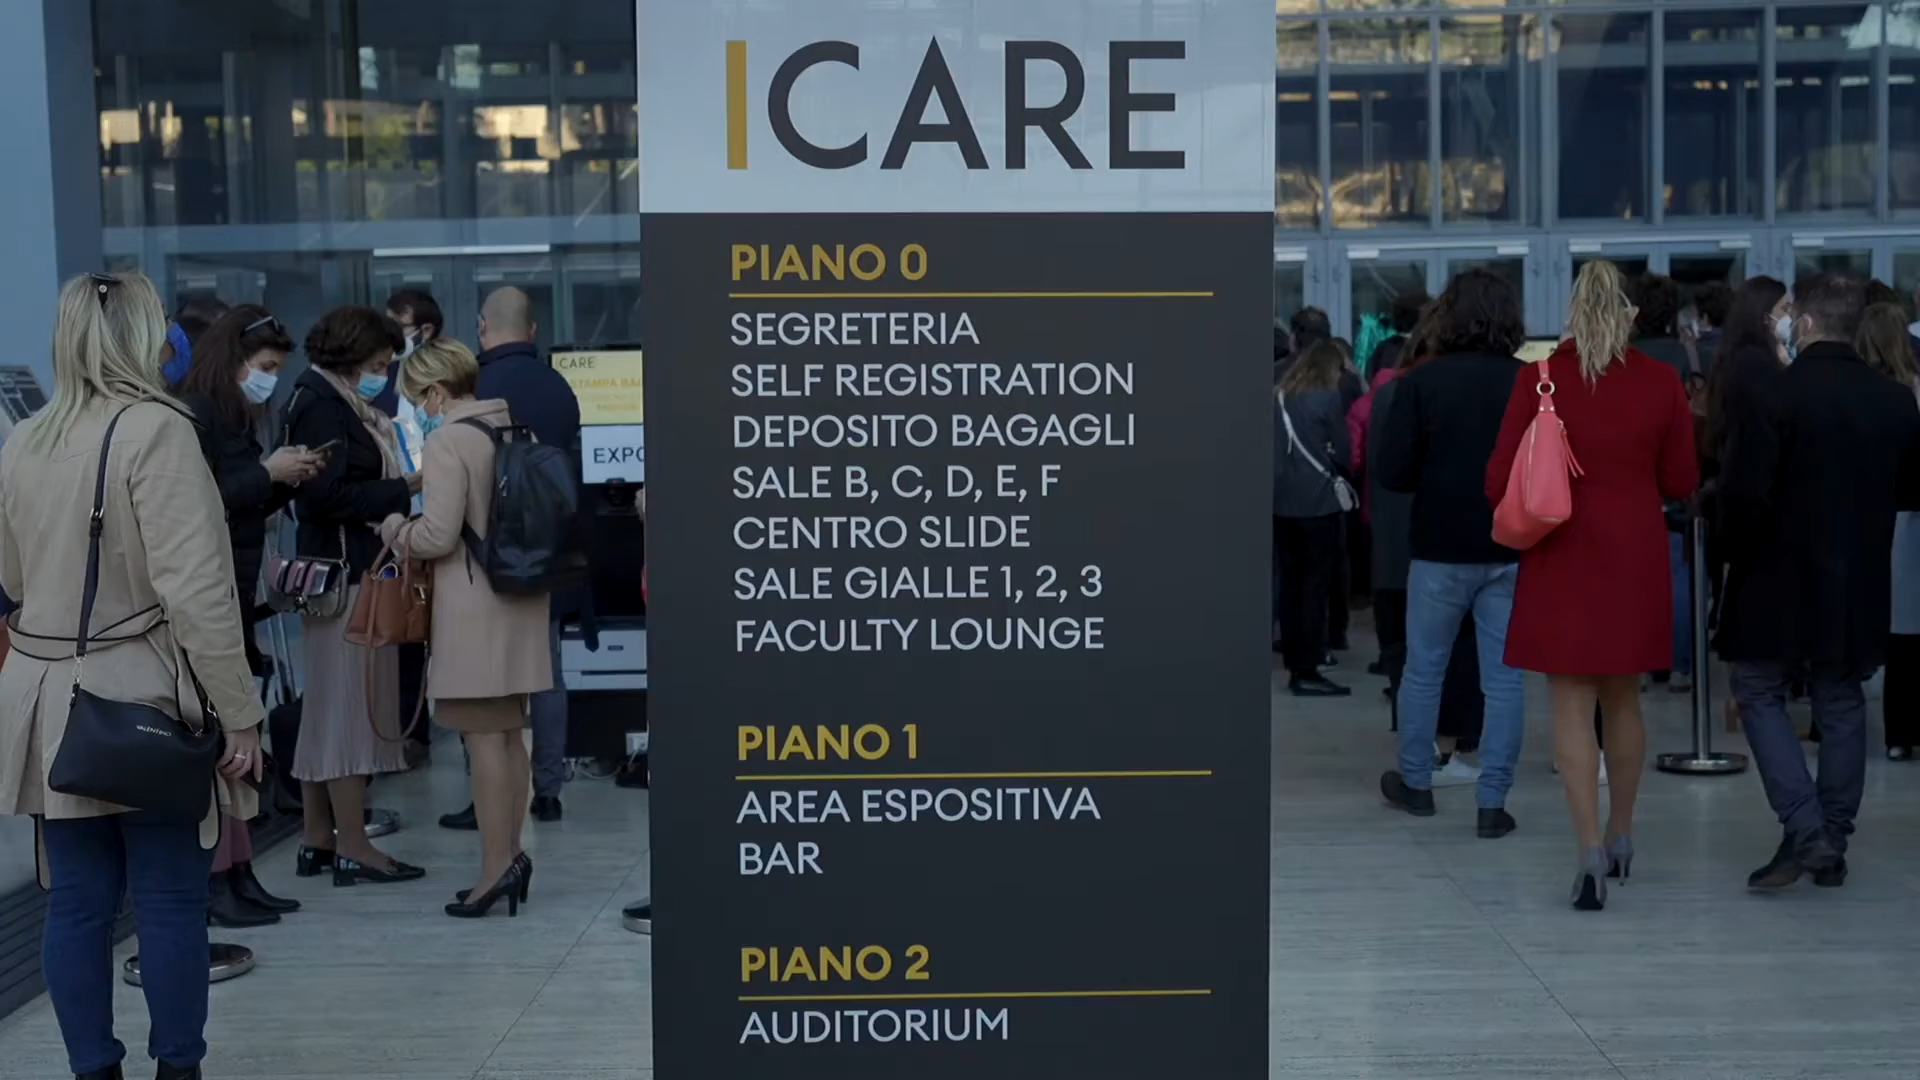 ICARE
PIANO 0
SEGRETERIA
SELF REGISTRATION
DEPOSITO BAGAGLI
SALE B, C, D, E, F
CENTRO SLIDE
SALE GIALLE 1, 2, 3
FACULTY LOUNGE
PIANO 1
AREA ESPOSITIVA
BAR
PIANO 2
AUDITORIUM
CARE
STAMPA
EXPO